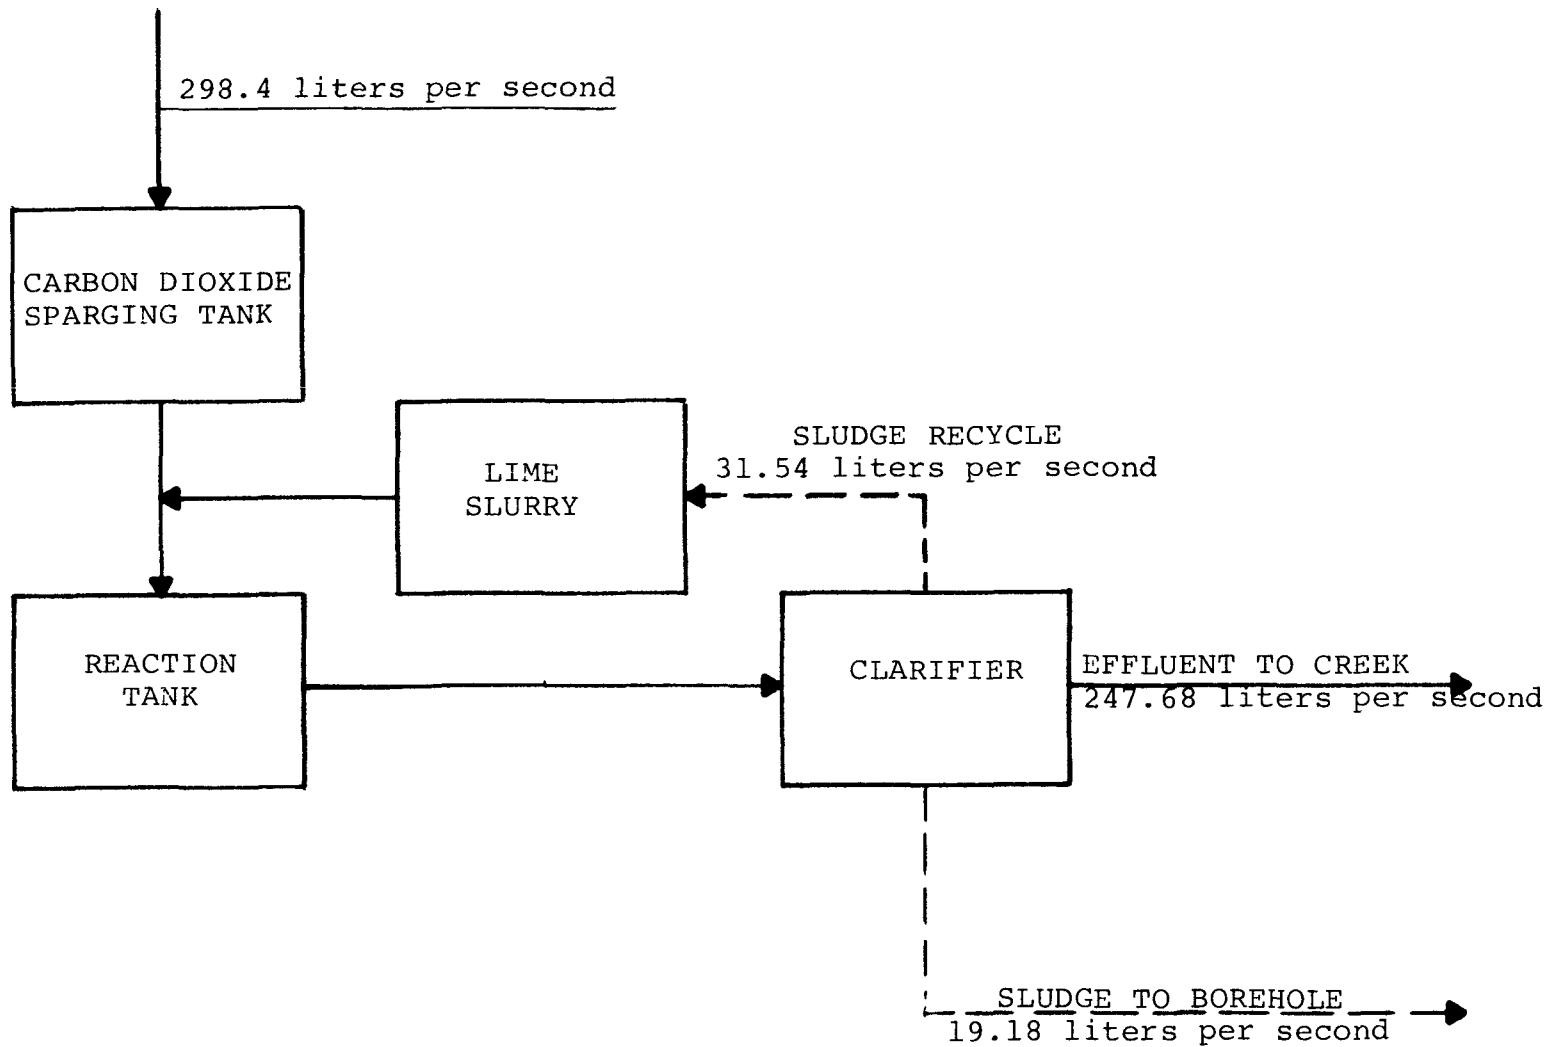 298.4 liters per second
CARBON DIOXIDE
SPARGING TANK
LIME
SLURRY
SLUDGE RECYCLE
31.54 liters per second
REACTION
TANK
CLARIFIER
EFFLUENT TO CREEK
247.68 liters per second
SLUDGE TO BOREHOLE
19.18 liters per second